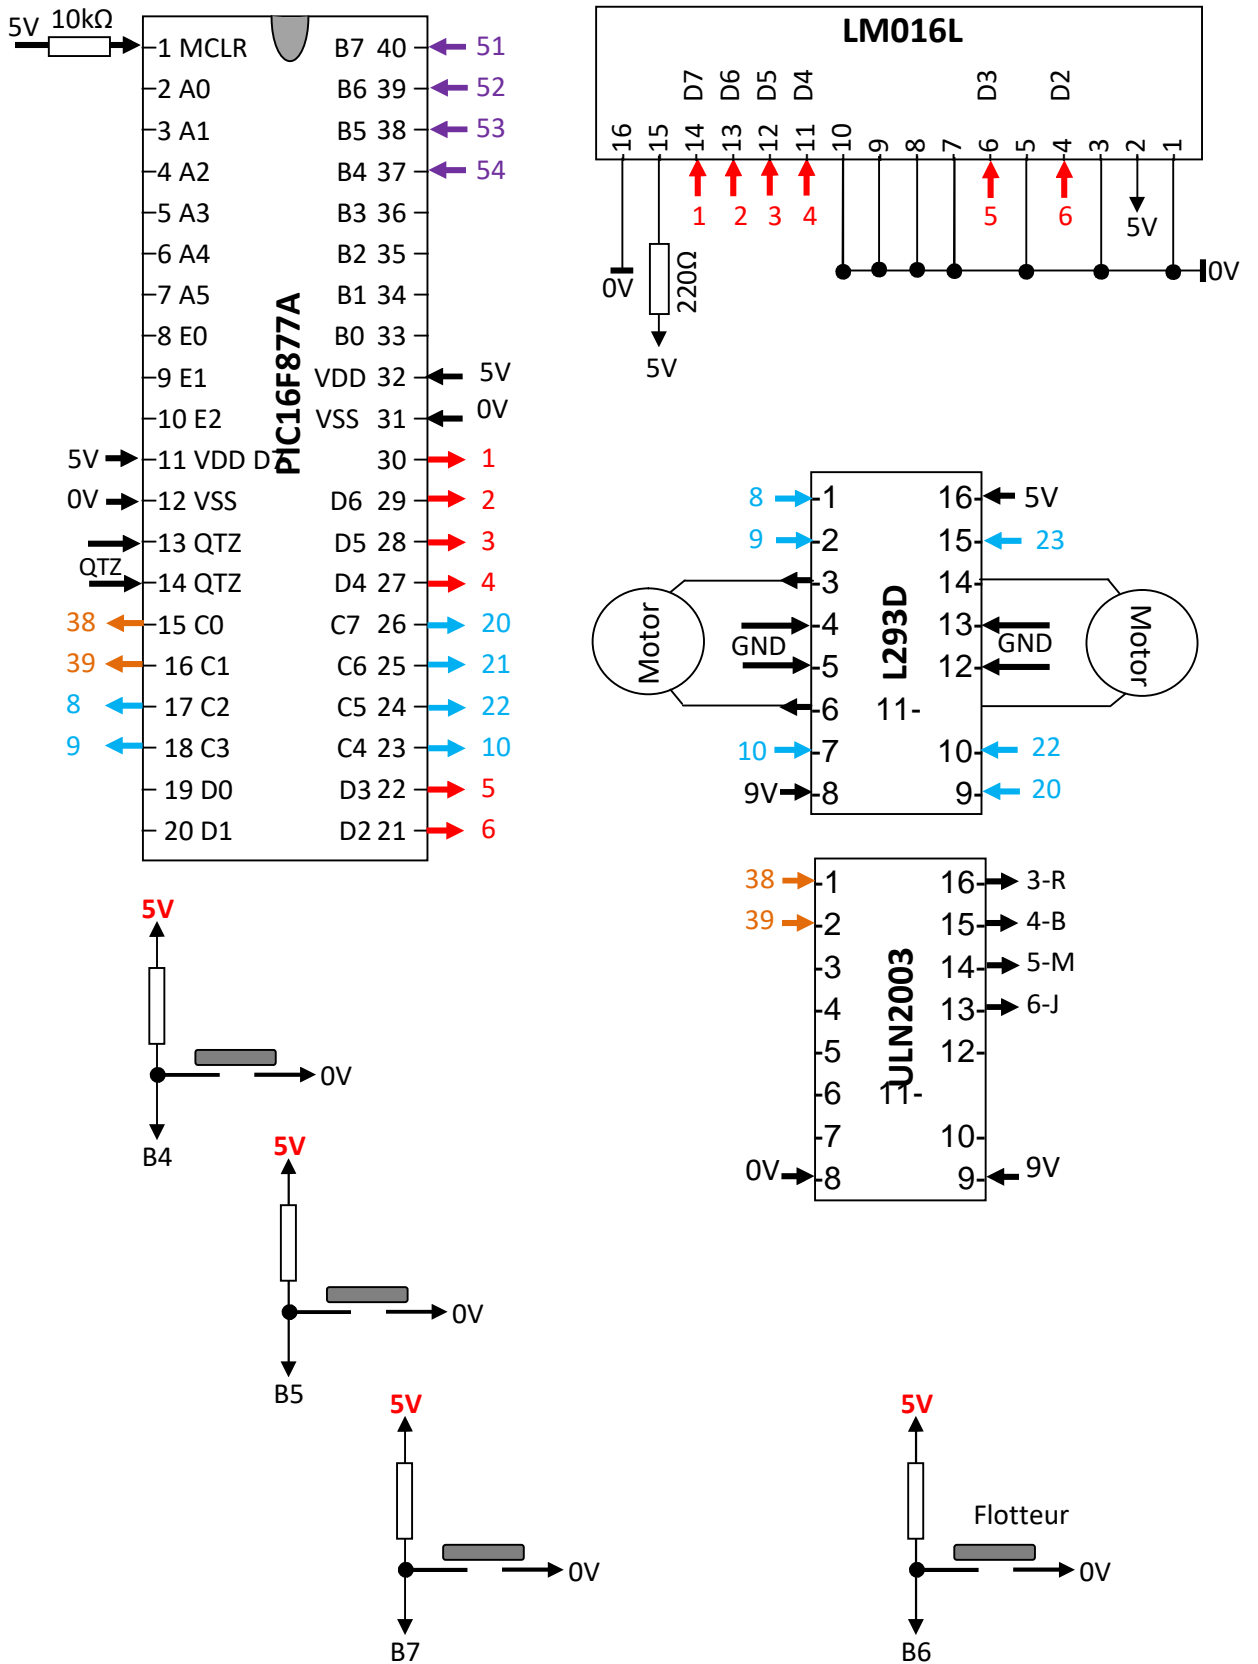 5V 10kΩ
1 MCLR
B7 40
51
2 A0
B6 39
52
3 A1
B5 38
53
4 A2
B4 37
54
5 A3
B3 36
6 A4
B2 35
7 A5
B1 34
8 E0
B0 33
9 E1
VDD 32
5V
10 E2
VSS 31
0V
5V
11 VDD D7
30
1
0V
12 VSS
D6 29
2
13 QTZ
D5 28
3
QTZ
14 QTZ
D4 27
4
38
15 C0
C7 26
20
39
16 C1
C6 25
21
8
17 C2
C5 24
22
9
18 C3
C4 23
10
19 D0
D3 22
5
20 D1
D2 21
6
PIC16F877A
LM016L
D7 D6 D5 D4 D3 D2
16 15 14 13 12 11 10 9 8 7 6 5 4 3 2 1
1 2 3 4 5 6
5V
0V
220Ω
0V
5V
8
1
16
5V
9
2
15
23
3
14
4
13
GND
GND
5
12
6
11-
10
7
10
22
9V
8
9
20
L293D
Motor
Motor
38
-1
16-
3-R
39
-2
15-
4-B
-3
14-
5-M
-4
13-
6-J
-5
12-
-6
11-
-7
10-
0V
-8
9-
9V
ULN2003
5V
0V
B4
5V
0V
B5
5V
0V
B7
5V
Flotteur
0V
B6